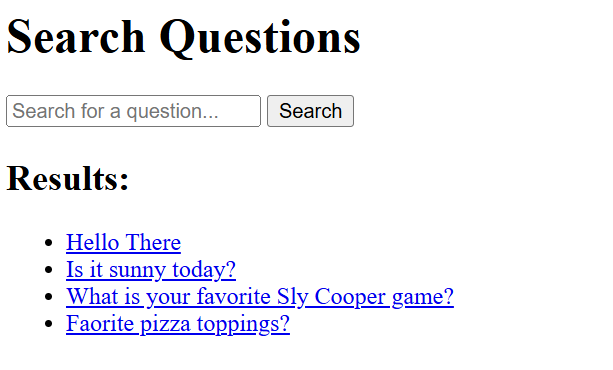 Search Questions
Search for a question... Search
Results:
Hello There
Is it sunny today?
What is your favorite Sly Cooper game?
Faorite pizza toppings?